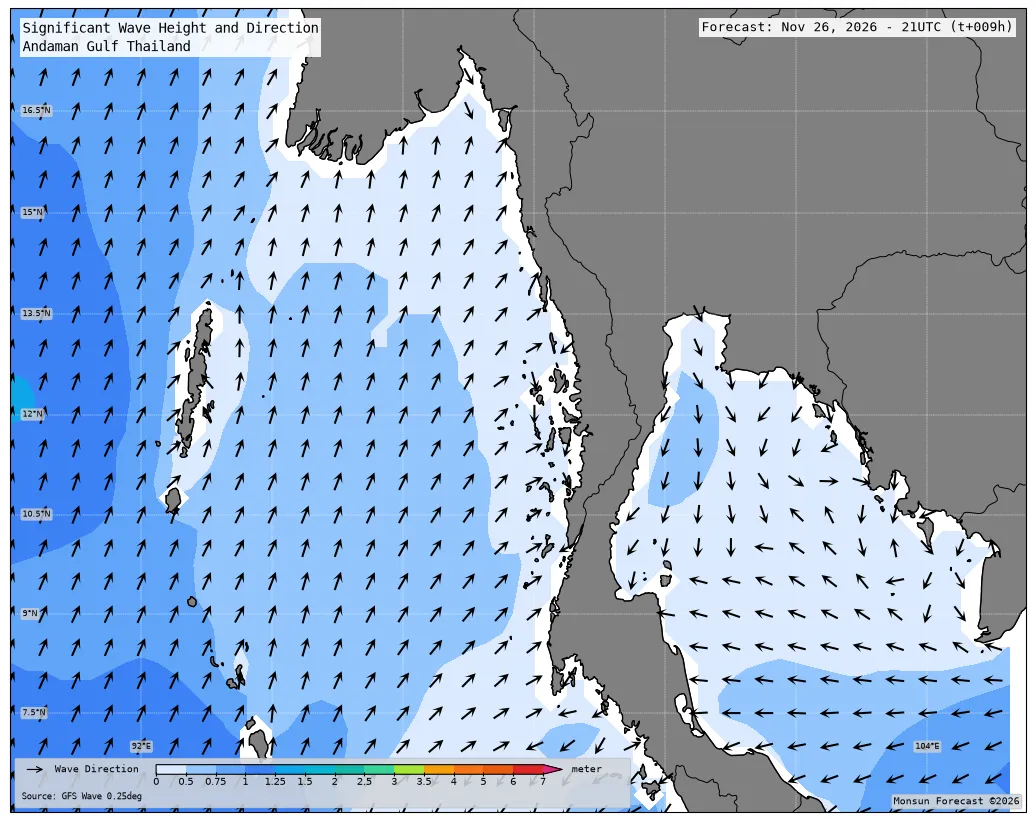 Significant Wave Height and Direction
Andaman Gulf Thailand
Forecast: Nov 26, 2026 - 21UTC (t+009h)
16.5°N
15°N
13.5°N
12°N
10.5°N
9°N
7.5°N
92°E
104°E
Wave Direction
0 0.5 0.75 1 1.25 1.5 2 2.5 3 3.5 4 5 6 7 meter
Source: GFS Wave 0.25deg
Monsun Forecast ©2026